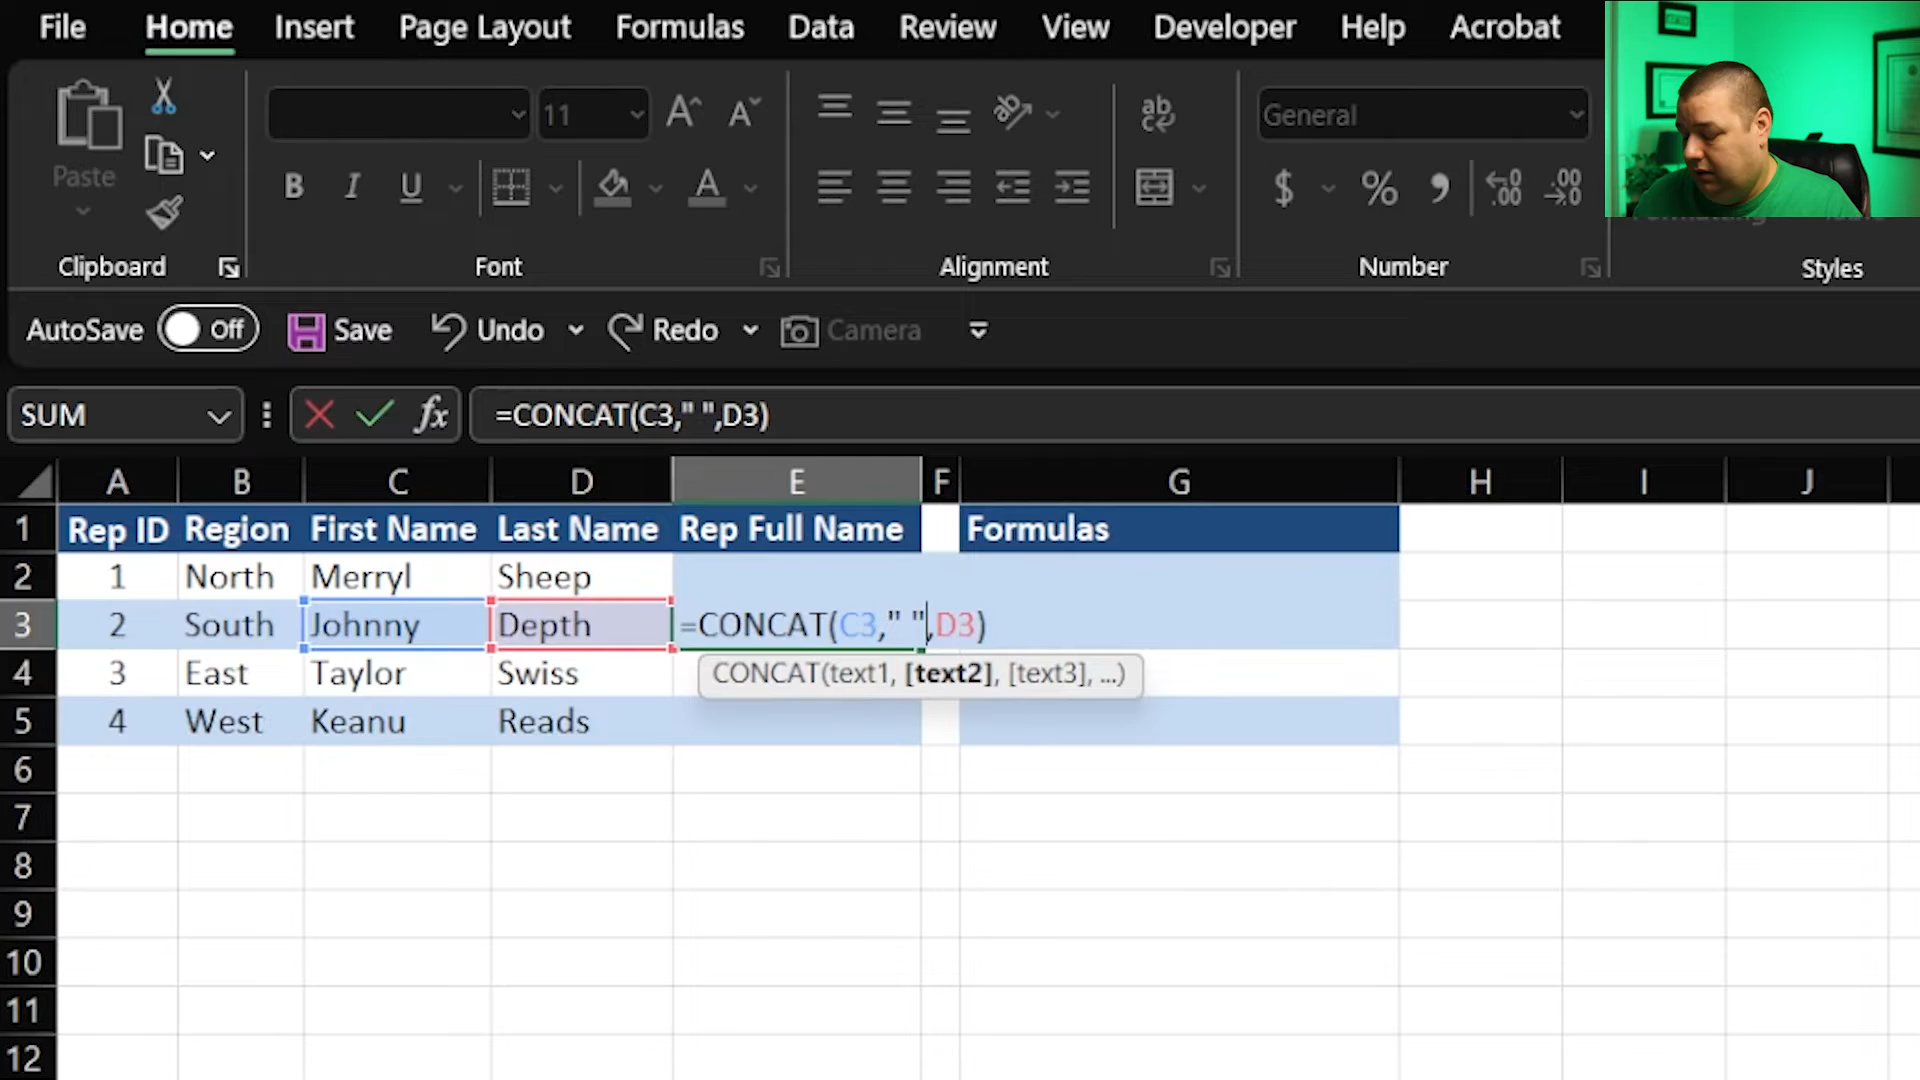 File Home Insert Page Layout Formulas Data Review View Developer Help Acrobat
11 General
Paste
B I U A $ %
Clipboard Font Alignment Number Styles
AutoSave Off Save Undo Redo Camera
SUM fx =CONCAT(C3," ",D3)
A B C D E F G H I J
1 Rep ID Region First Name Last Name Rep Full Name Formulas
2 1 North Merryl Sheep
3 2 South Johnny Depth =CONCAT(C3," ",D3)
4 3 East Taylor Swiss CONCAT(text1, [text2], [text3], ...)
5 4 West Keanu Reads
6
7
8
9
10
11
12